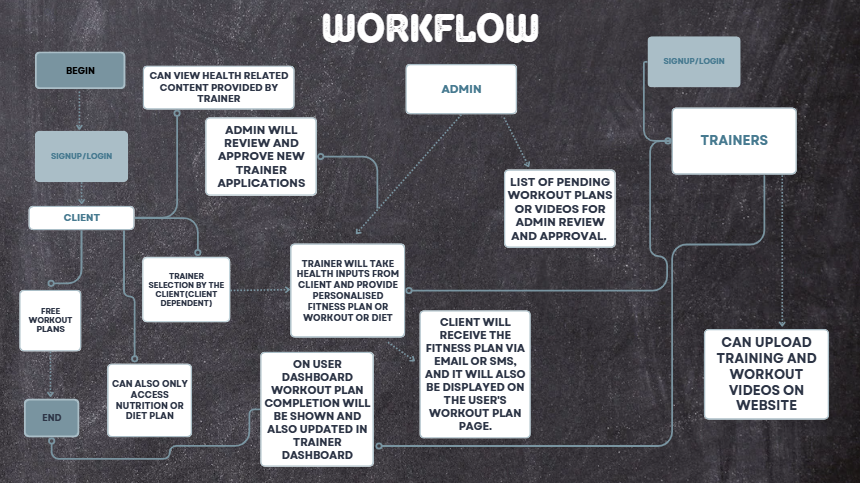 WORKFLOW
BEGIN
CAN VIEW HEALTH RELATED
CONTENT PROVIDED BY
TRAINER
ADMIN
SIGNUP/LOGIN
SIGNUP/LOGIN
ADMIN WILL
REVIEW AND
APPROVE NEW
TRAINER
APPLICATIONS
TRAINERS
LIST OF PENDING
WORKOUT PLANS
OR VIDEOS FOR
ADMIN REVIEW
AND APPROVAL.
CLIENT
TRAINER
SELECTION BY THE
CLIENT(CLIENT
DEPENDENT)
TRAINER WILL TAKE
HEALTH INPUTS FROM
CLIENT AND PROVIDE
PERSONALISED
FITNESS PLAN OR
WORKOUT OR DIET
FREE
WORKOUT
PLANS
CLIENT WILL
RECEIVE THE
FITNESS PLAN VIA
EMAIL OR SMS,
AND IT WILL ALSO
BE DISPLAYED ON
THE USER'S
WORKOUT PLAN
PAGE.
CAN UPLOAD
TRAINING AND
WORKOUT
VIDEOS ON
WEBSITE
CAN ALSO ONLY
ACCESS
NUTRITION OR
DIET PLAN
ON USER
DASHBOARD
WORKOUT PLAN
COMPLETION WILL
BE SHOWN AND
ALSO UPDATED IN
TRAINER
DASHBOARD
END